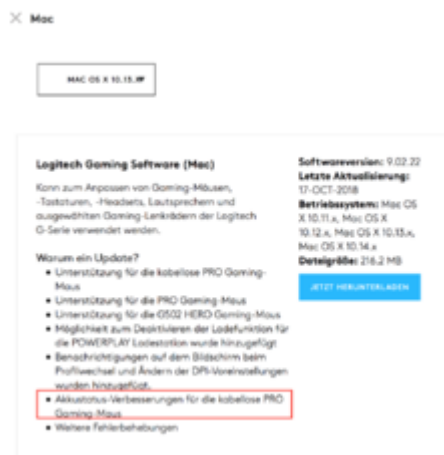 Mac
MAC OS X 10.13.
Logitech Gaming Software (Mac)
Kann zum Anpassen von Gaming-Mäusen,
-Tastaturen, -Headsets, Lautsprechern und
ausgewählten Gaming-Lenkrädern der Logitech
G-Serie verwendet werden.
Warum ein Update?
Unterstützung für die kabellose PRO Gaming-
Maus
Unterstützung für die PRO Gaming-Maus
Unterstützung für die G502 HERO Gaming-Maus
Möglichkeit zum Deaktivieren der Ladefunktion für
die POWERPLAY Ladestation wurde hinzugefügt
Benachrichtigungen auf dem Bildschirm beim
Profilwechsel und Ändern der DPI-Voreinstellungen
wurden hinzugefügt.
Akkustatus-Verbesserungen für die kabellose PRO
Gaming-Maus
Weitere Fehlerbehebungen
Softwareversion: 9.02.22
Letzte Aktualisierung:
17-OCT-2018
Betriebssystem: Mac OS
X 10.11.x, Mac OS X
10.12.x, Mac OS X 10.13.x,
Mac OS X 10.14.x
Dateigröße: 216.2 MB
JETZT HERUNTERLADEN